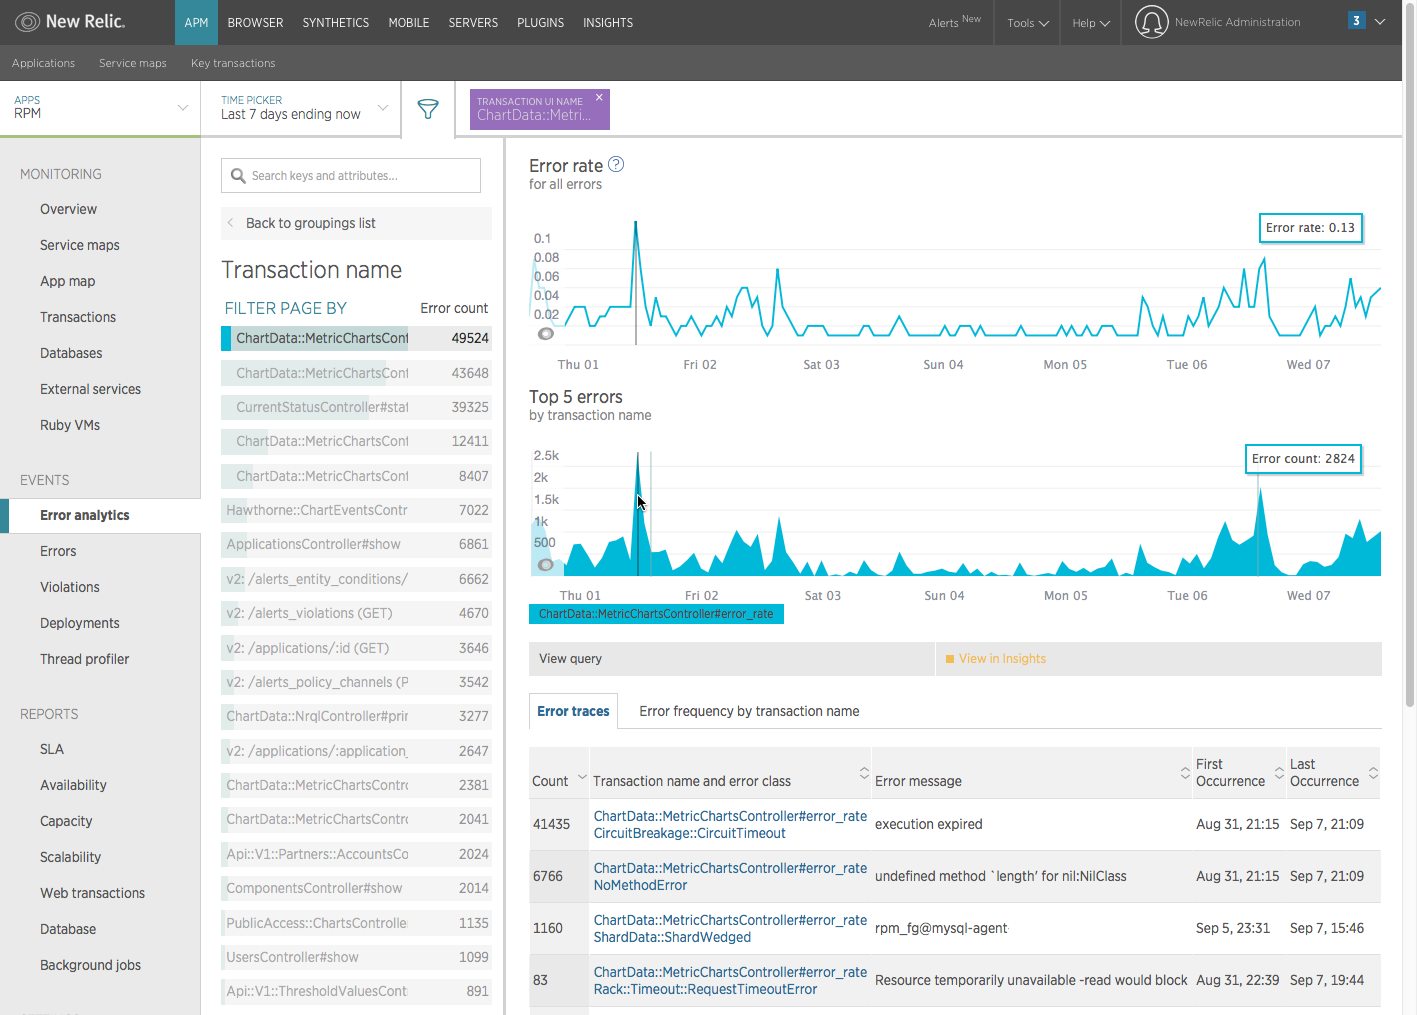 New Relic.
APM BROWSER SYNTHETICS MOBILE SERVERS PLUGINS INSIGHTS
Alerts New Tools Help NewRelic Administration 3
Applications Service maps Key transactions
APPS
RPM
TIME PICKER
Last 7 days ending now
TRANSACTION UI NAME ×
ChartData::Metri...
MONITORING
Overview
Service maps
App map
Transactions
Databases
External services
Ruby VMs
EVENTS
Error analytics
Errors
Violations
Deployments
Thread profiler
REPORTS
SLA
Availability
Capacity
Scalability
Web transactions
Database
Background jobs
Search keys and attributes...
Back to groupings list
Transaction name
FILTER PAGE BY Error count
ChartData::MetricChartsCont 49524
ChartData::MetricChartsCont 43648
CurrentStatusController#stat 39325
ChartData::MetricChartsCont 12411
ChartData::MetricChartsCont 8407
Hawthorne::ChartEventsContr 7022
ApplicationsController#show 6861
v2: /alerts_entity_conditions/ 6662
v2: /alerts_violations (GET) 4670
v2: /applications/:id (GET) 3646
v2: /alerts_policy_channels (P 3542
ChartData::NrqlController#prir 3277
v2: /applications/:application_ 2647
ChartData::MetricChartsContro 2381
ChartData::MetricChartsContro 2041
Api::V1::Partners::AccountsCo 2024
ComponentsController#show 2014
PublicAccess::ChartsControlle 1135
UsersController#show 1099
Api::V1::ThresholdValuesCont 891
Error rate ?
for all errors
Error rate: 0.13
0.1
0.08
0.06
0.04
0.02
Thu 01 Fri 02 Sat 03 Sun 04 Mon 05 Tue 06 Wed 07
Top 5 errors
by transaction name
Error count: 2824
2.5k
2k
1.5k
1k
500
Thu 01 Fri 02 Sat 03 Sun 04 Mon 05 Tue 06 Wed 07
ChartData::MetricChartsController#error_rate
View query View in Insights
Error traces Error frequency by transaction name
Count Transaction name and error class Error message First Occurrence Last Occurrence
41435 ChartData::MetricChartsController#error_rate execution expired Aug 31, 21:15 Sep 7, 21:09
CircuitBreakage::CircuitTimeout
6766 ChartData::MetricChartsController#error_rate undefined method `length' for nil:NilClass Aug 31, 21:15 Sep 7, 21:09
NoMethodError
1160 ChartData::MetricChartsController#error_rate rpm_fg@mysql-agent Sep 5, 23:31 Sep 7, 15:46
ShardData::ShardWedged
83 ChartData::MetricChartsController#error_rate Resource temporarily unavailable -read would block Aug 31, 22:39 Sep 7, 19:44
Rack::Timeout::RequestTimeoutError